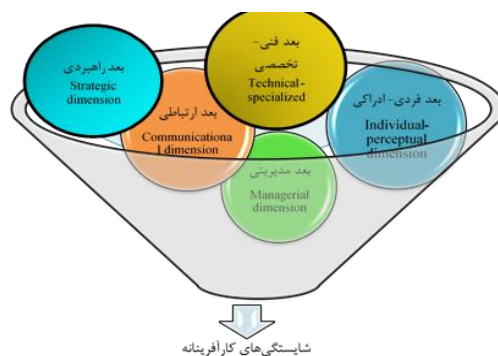 بعد راهبردی
Strategic
dimension
بعد ارتباطی
Communicationa
l dimension
بعد فنی-
تخصصی
Technical-
specialized
بعد مدیریتی
Managerial
dimension
بعد فردی-ادراکی
Individual-
perceptual
dimension
شایستگی‌های کارآفرینانه